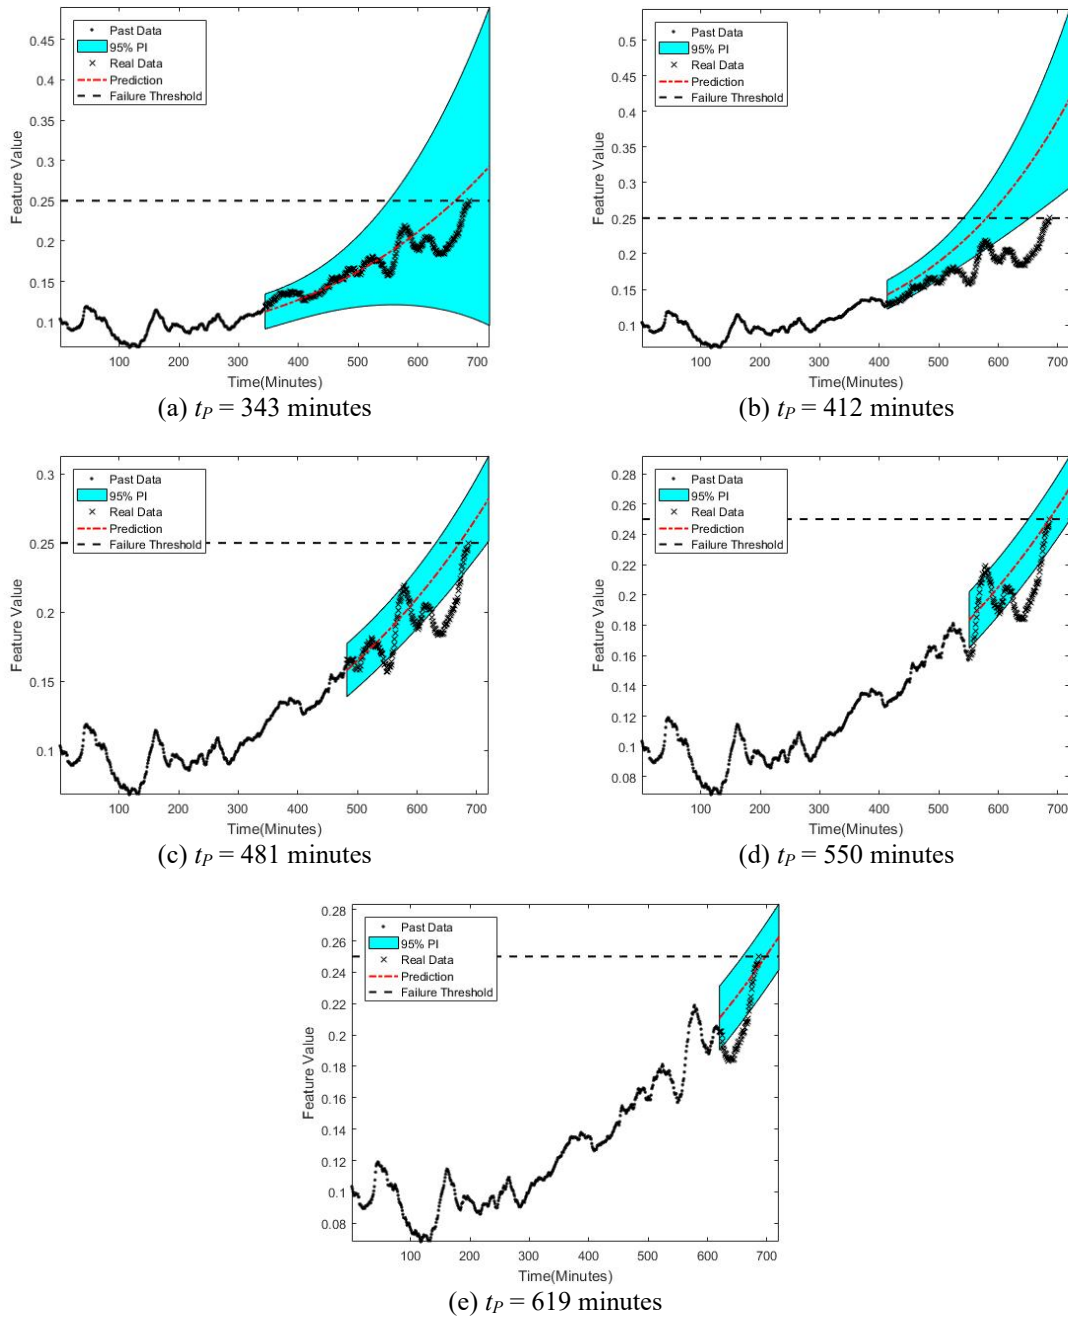 0.45
0.4
0.35
0.3
0.25
0.2
0.15
0.1
Feature Value
Past Data
95% PI
Real Data
Prediction
Failure Threshold
100 200 300 400 500 600 700
Time(Minutes)
(a) tP = 343 minutes
0.5
0.45
0.4
0.35
0.3
0.25
0.2
0.15
0.1
Feature Value
Past Data
95% PI
Real Data
Prediction
Failure Threshold
100 200 300 400 500 600 700
Time(Minutes)
(b) tP = 412 minutes
0.3
0.25
0.2
0.15
0.1
Feature Value
Past Data
95% PI
Real Data
Prediction
Failure Threshold
100 200 300 400 500 600 700
Time(Minutes)
(c) tP = 481 minutes
0.28
0.26
0.24
0.22
0.2
0.18
0.16
0.14
0.12
0.1
0.08
Feature Value
Past Data
95% PI
Real Data
Prediction
Failure Threshold
100 200 300 400 500 600 700
Time(Minutes)
(d) tP = 550 minutes
0.28
0.26
0.24
0.22
0.2
0.18
0.16
0.14
0.12
0.1
0.08
Feature Value
Past Data
95% PI
Real Data
Prediction
Failure Threshold
100 200 300 400 500 600 700
Time(Minutes)
(e) tP = 619 minutes